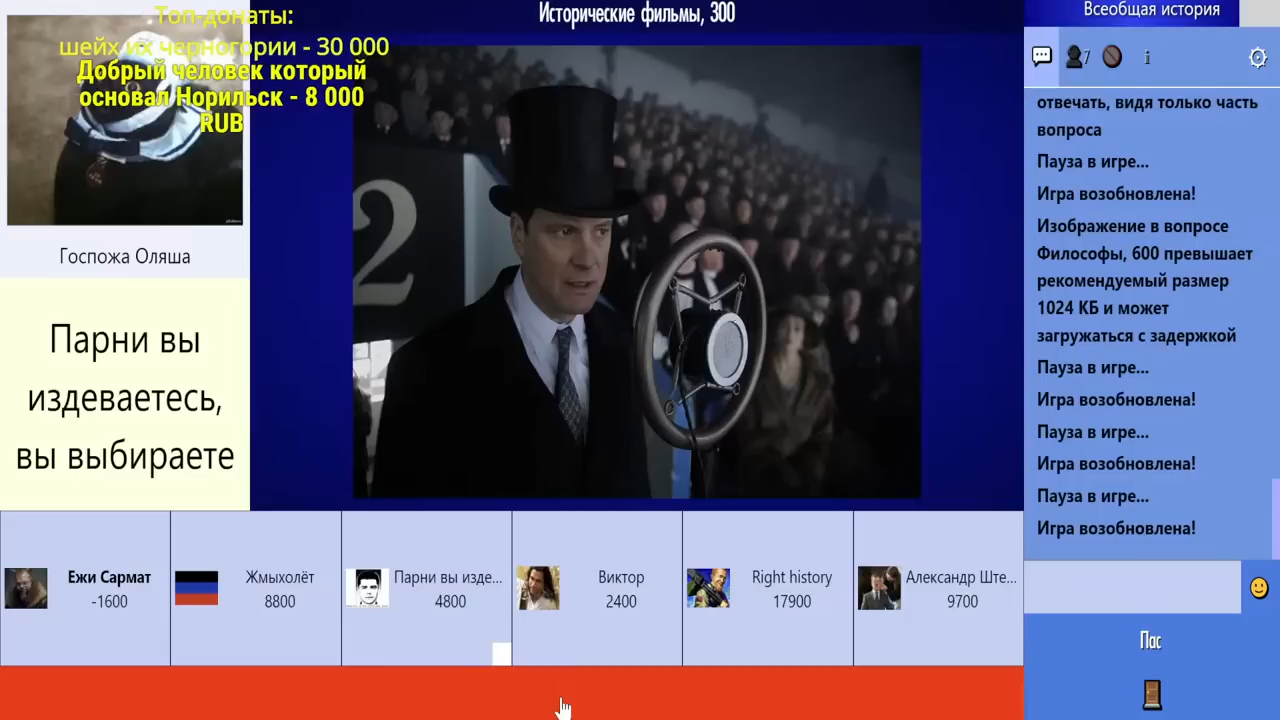 Топ-донаты:
шейх их черногории - 30 000
Добрый человек который
основал Норильск - 8 000
RUB
Госпожа Оляша
Парни вы
издеваетесь,
вы выбираете
Исторические фильмы, 300
2
Всеобщая история
7
i
отвечать, видя только часть
вопроса
Пауза в игре...
Игра возобновлена!
Изображение в вопросе
Философы, 600 превышает
рекомендуемый размер
1024 КБ и может
загружаться с задержкой
Пауза в игре...
Игра возобновлена!
Пауза в игре...
Игра возобновлена!
Пауза в игре...
Игра возобновлена!
Ежи Сармат
-1600
Жмыхолёт
8800
Парни вы изде...
4800
Виктор
2400
Right history
17900
Александр Ште...
9700
Пас